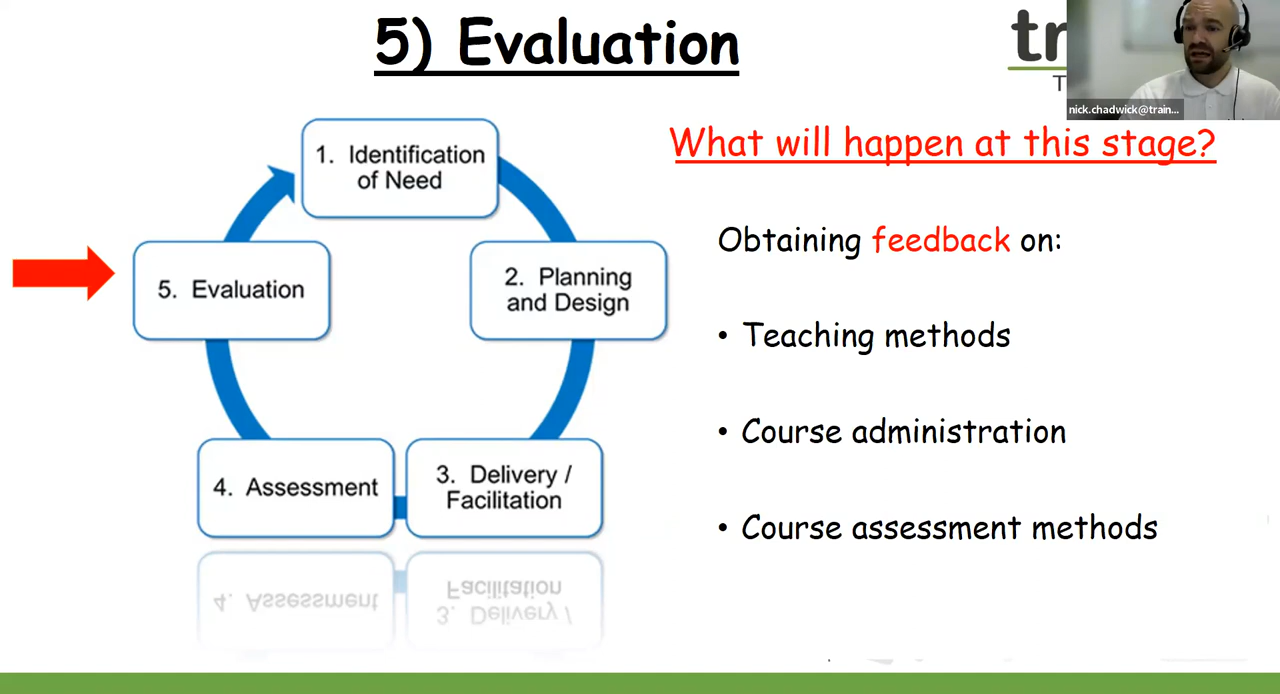 5) Evaluation
tr
T
nick.chadwick@train...
What will happen at this stage?
1. Identification
of Need
2. Planning
and Design
3. Delivery /
Facilitation
4. Assessment
5. Evaluation
Obtaining feedback on:
• Teaching methods
• Course administration
• Course assessment methods